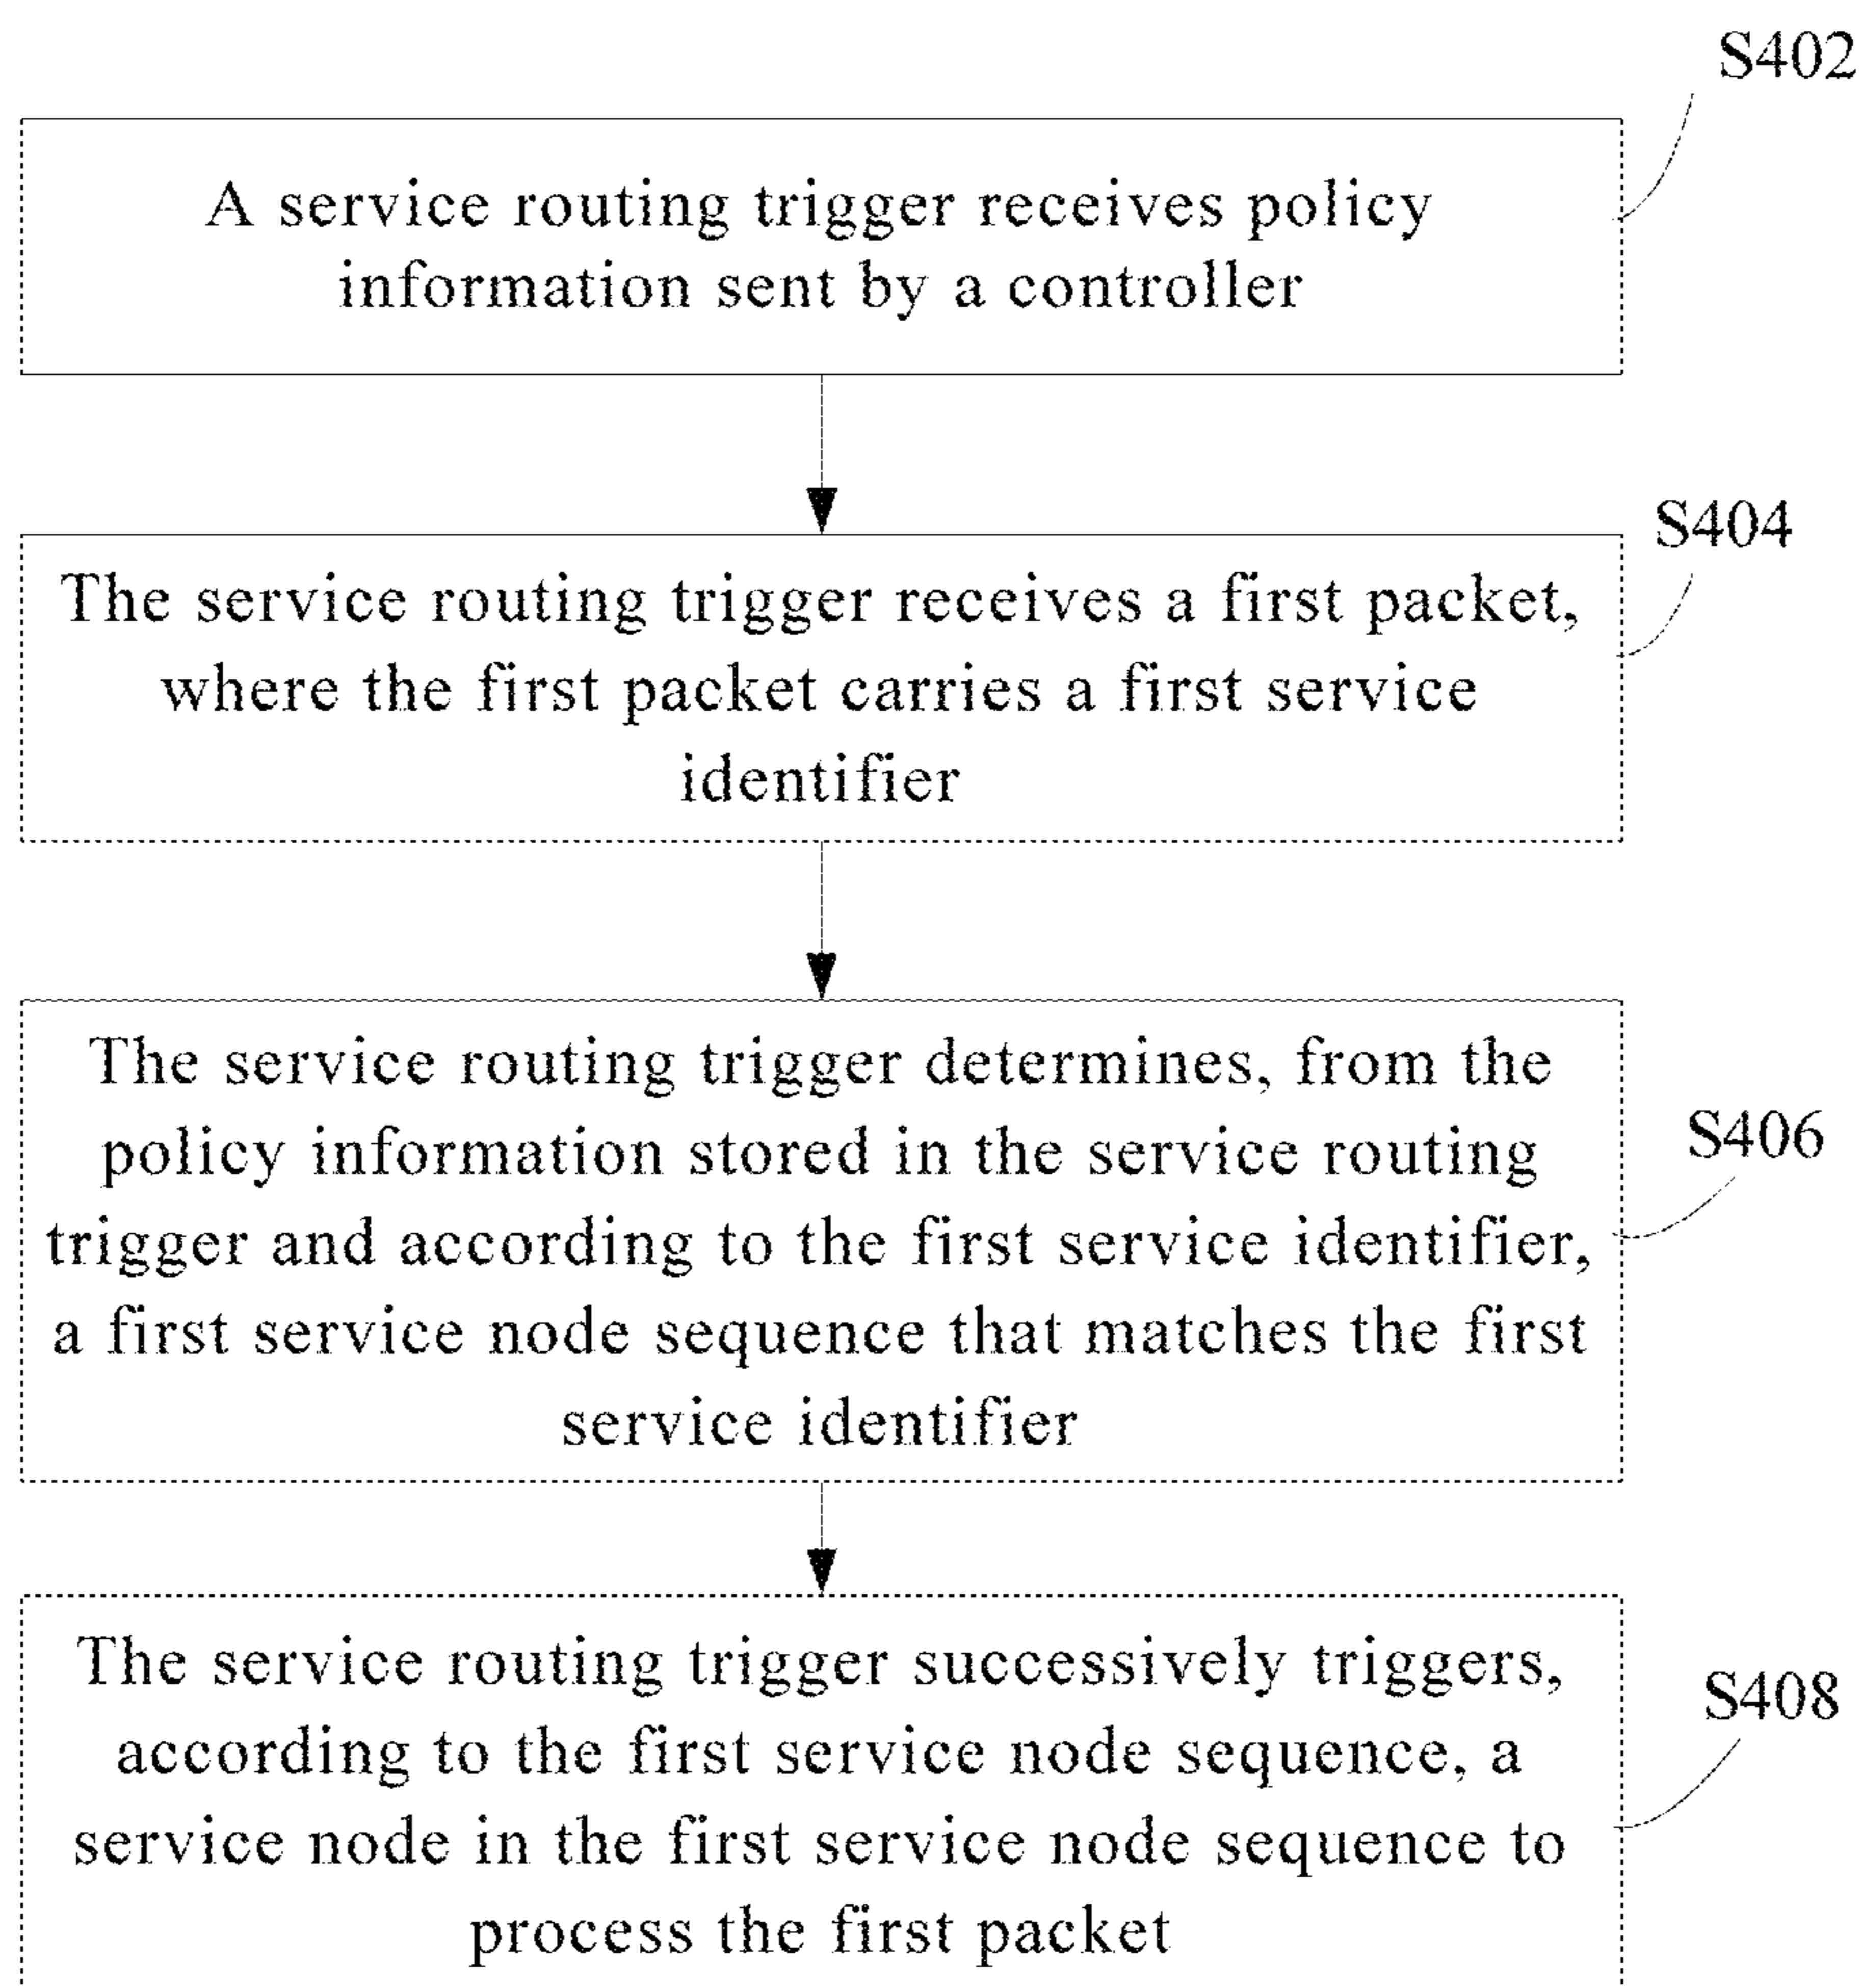 S402
A service routing trigger receives policy
information sent by a controller
S404
The service routing trigger receives a first packet,
where the first packet carries a first service
identifier
The service routing trigger determines, from the
policy information stored in the service routing
S406
trigger and according to the first service identifier,
a first service node sequence that matches the first
service identifier
The service routing trigger successively triggers,
S408
according to the first service node sequence, a
service node in the first service node sequence to
process the first packet